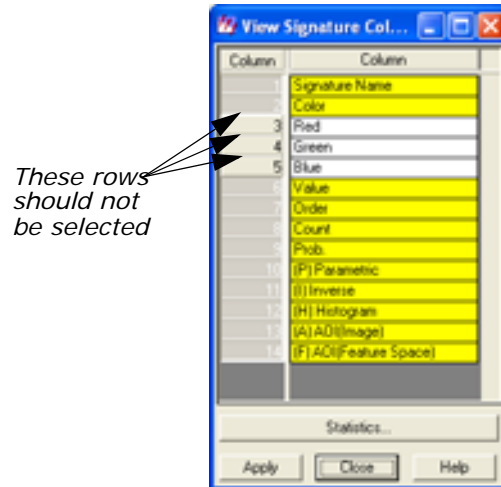 View Signature Col...
Column Column
1 Signature Name
2 Color
3 Red
4 Green
5 Blue
6 Value
7 Order
8 Count
9 Prob.
10 (P) Parametric
11 (I) Inverse
12 (H) Histogram
13 (A) AOI(Image)
14 (F) AOI(Feature Space)
These rows
should not
be selected
Statistics...
Apply Close Help